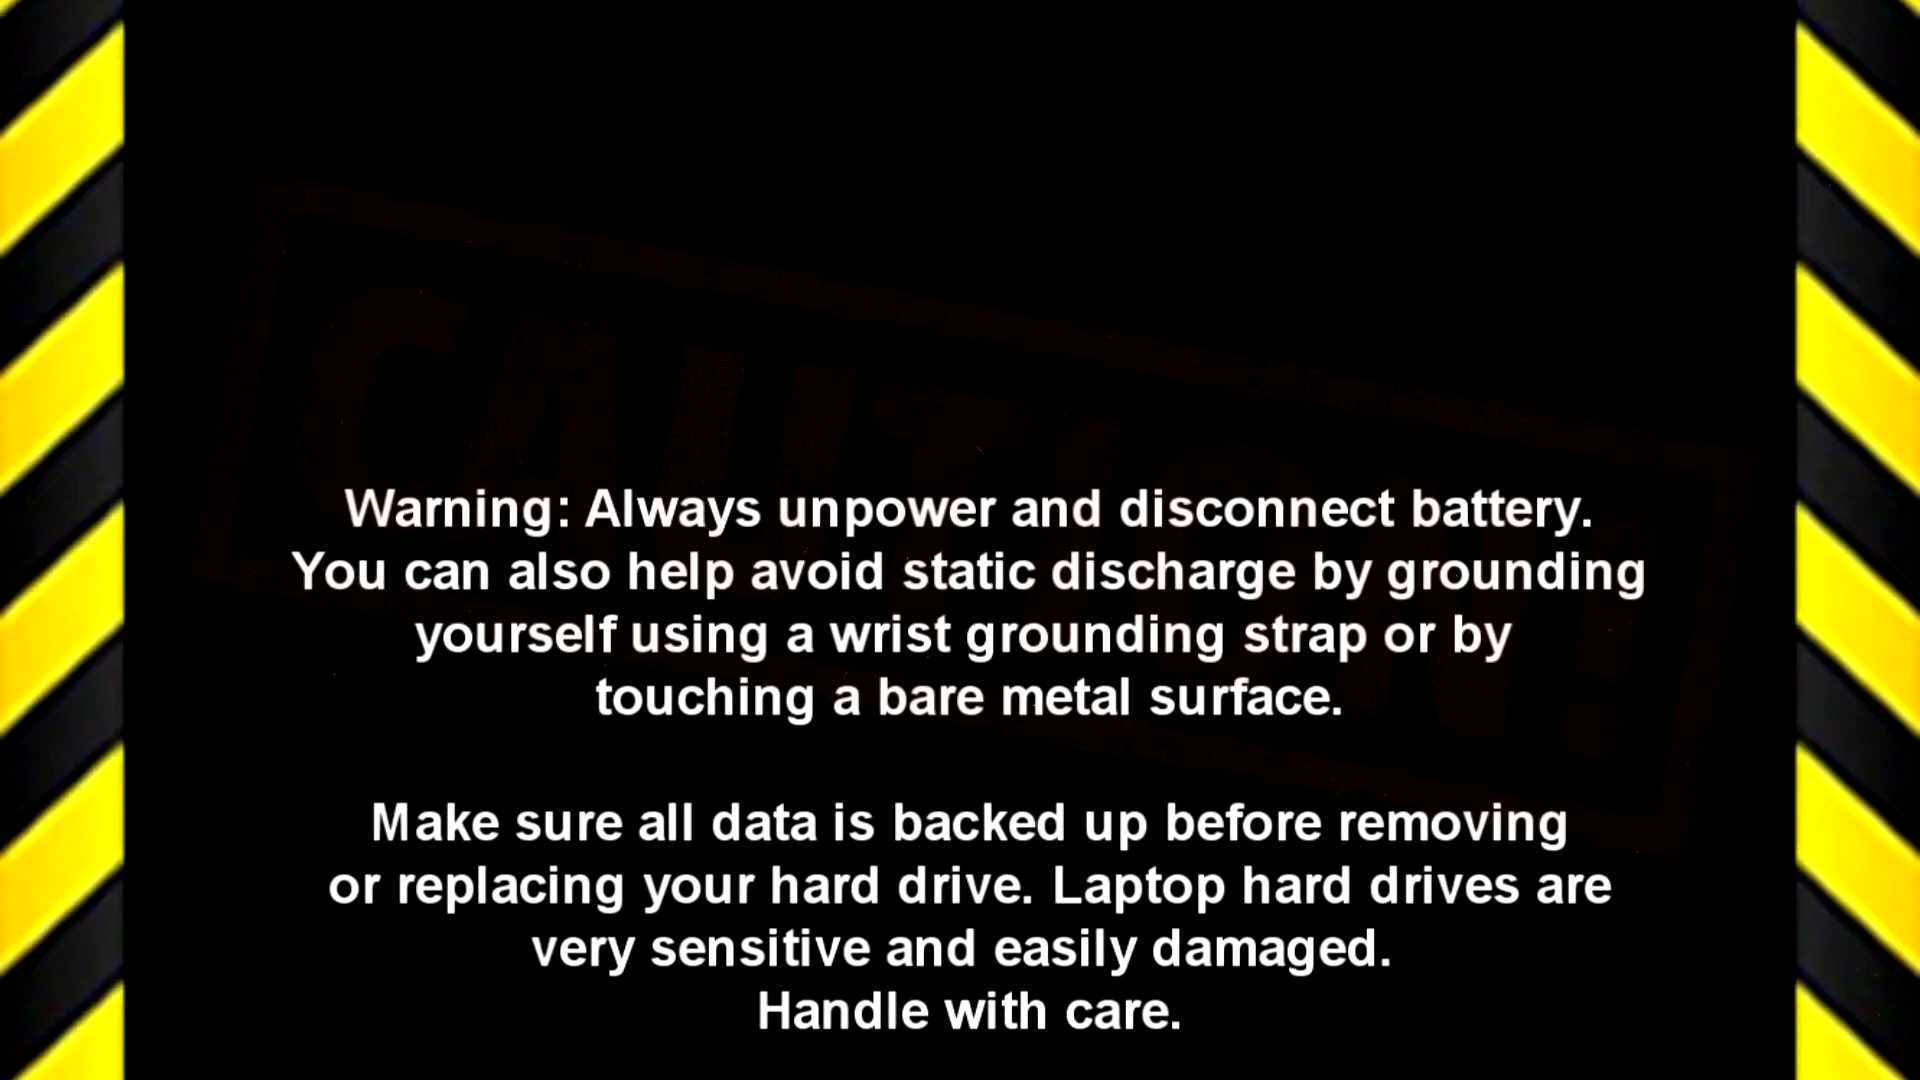 CAUTION!
Warning: Always unpower and disconnect battery.
You can also help avoid static discharge by grounding
yourself using a wrist grounding strap or by
touching a bare metal surface.
Make sure all data is backed up before removing
or replacing your hard drive. Laptop hard drives are
very sensitive and easily damaged.
Handle with care.